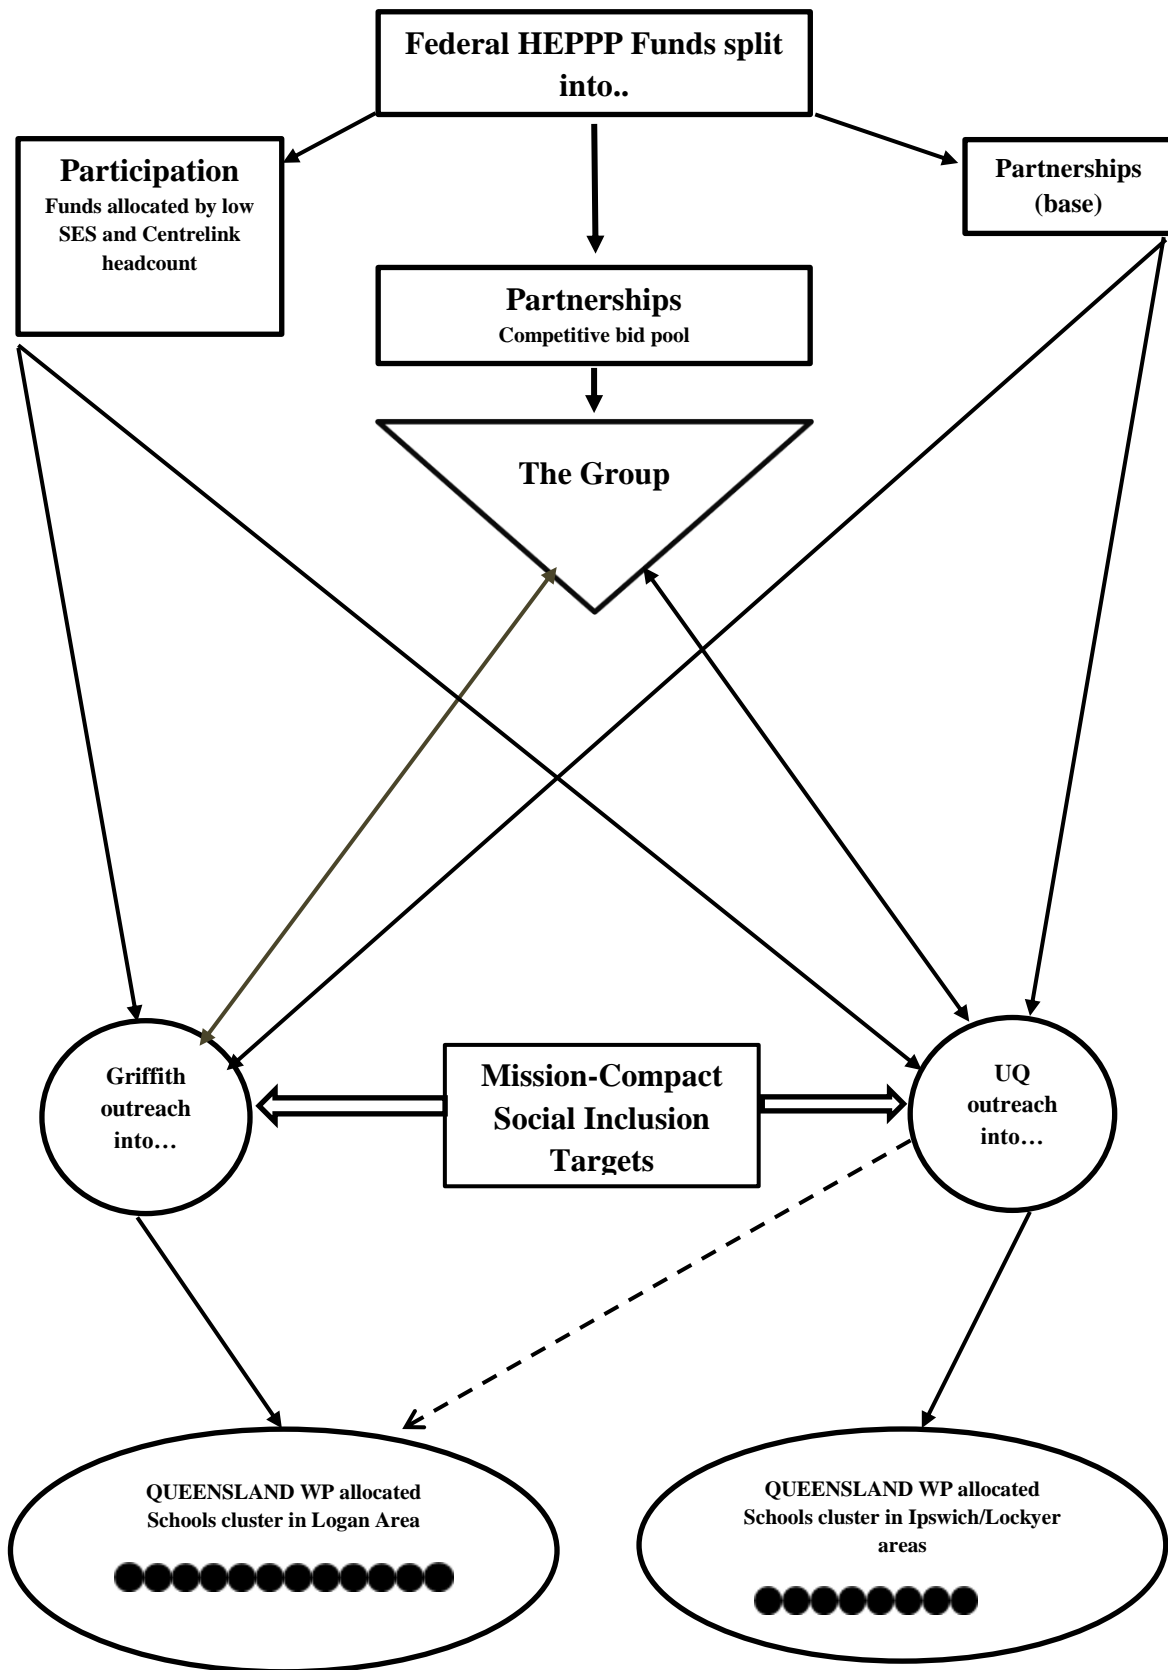 Federal HEPPP Funds split
into..
Participation
Funds allocated by low
SES and Centrelink
headcount
Partnerships
(base)
Partnerships
Competitive bid pool
The Group
Griffith
outreach
into…
Mission-Compact
Social Inclusion
Targets
UQ
outreach
into…
QUEENSLAND WP allocated
Schools cluster in Logan Area
QUEENSLAND WP allocated
Schools cluster in Ipswich/Lockyer
areas